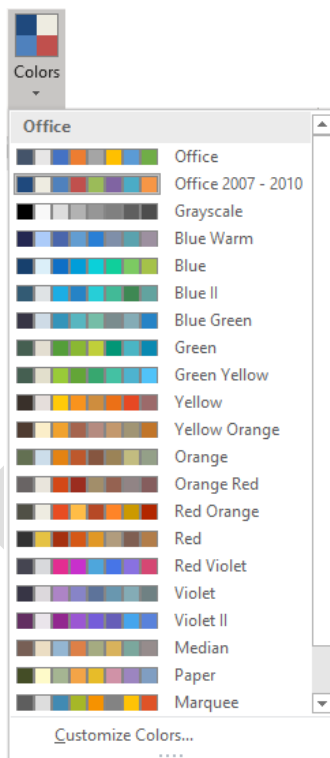 Colors
Office
Office
Office 2007 - 2010
Grayscale
Blue Warm
Blue
Blue II
Blue Green
Green
Green Yellow
Yellow
Yellow Orange
Orange
Orange Red
Red Orange
Red
Red Violet
Violet
Violet II
Median
Paper
Marquee
Customize Colors...